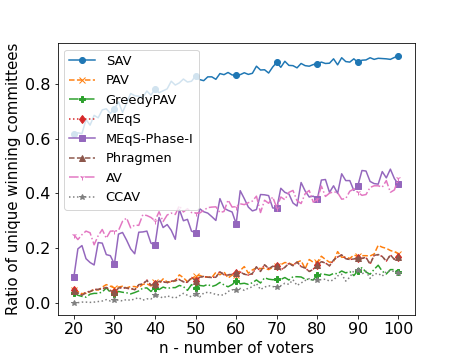 Ratio of unique winning committees
0.8
0.6
0.4
0.2
0.0
SAV
PAV
GreedyPAV
MEqS
MEqS-Phase-I
Phragmen
AV
CCAV
20 30 40 50 60 70 80 90 100
n - number of voters